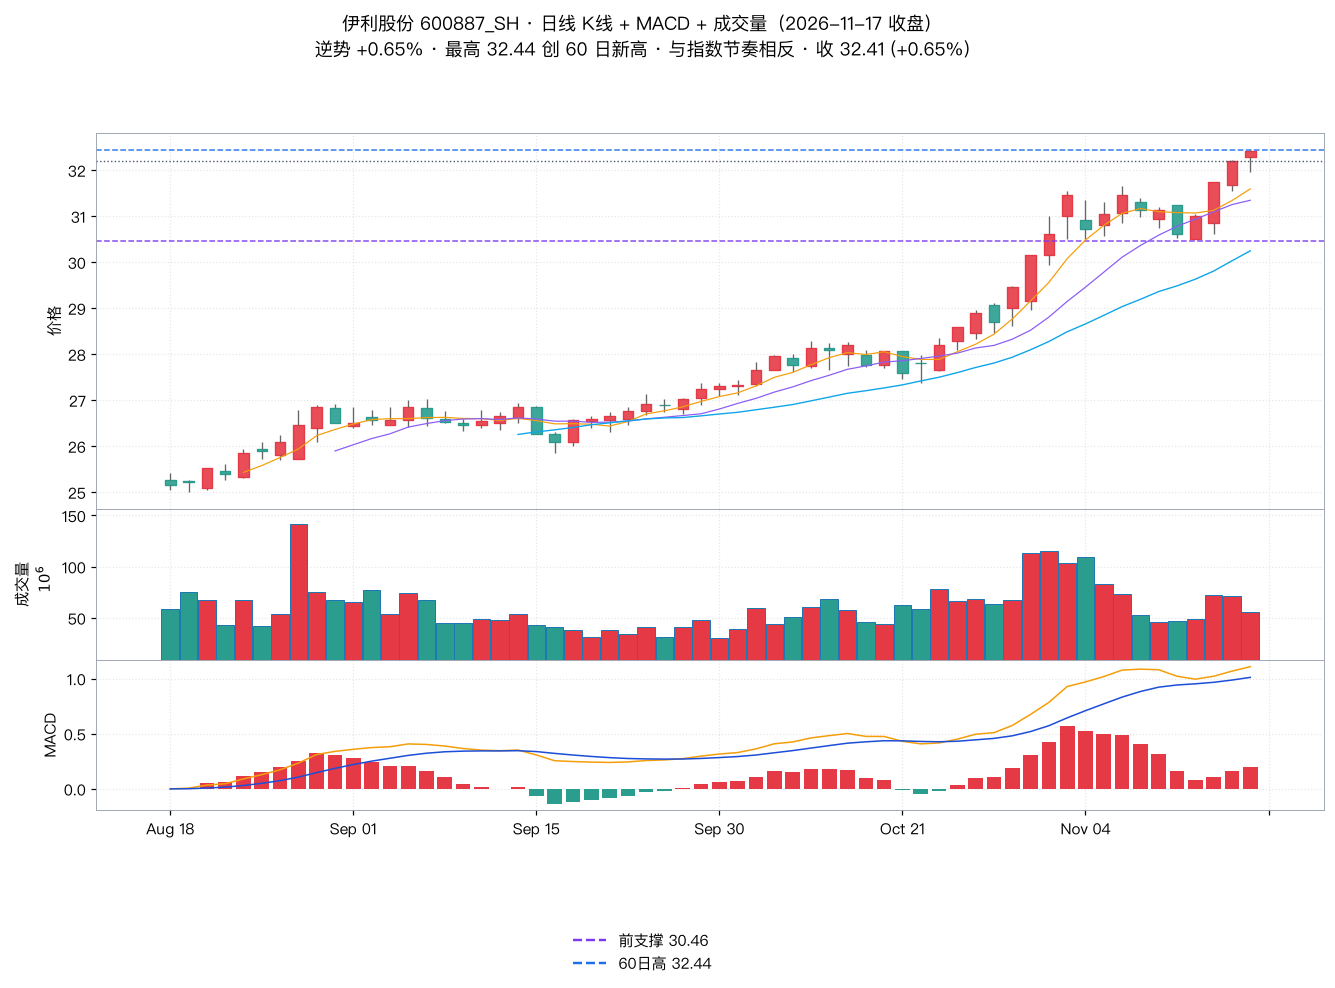 伊利股份 600887_SH · 日线 K线 + MACD + 成交量（2026–11–17 收盘）
逆势 +0.65% · 最高 32.44 创 60 日新高 · 与指数节奏相反 · 收 32.41 (+0.65%)
价格
32
31
30
29
28
27
26
25
成交量
10⁶
150
100
50
MACD
1.0
0.5
0.0
Aug 18
Sep 01
Sep 15
Sep 30
Oct 21
Nov 04
前支撑 30.46
60日高 32.44